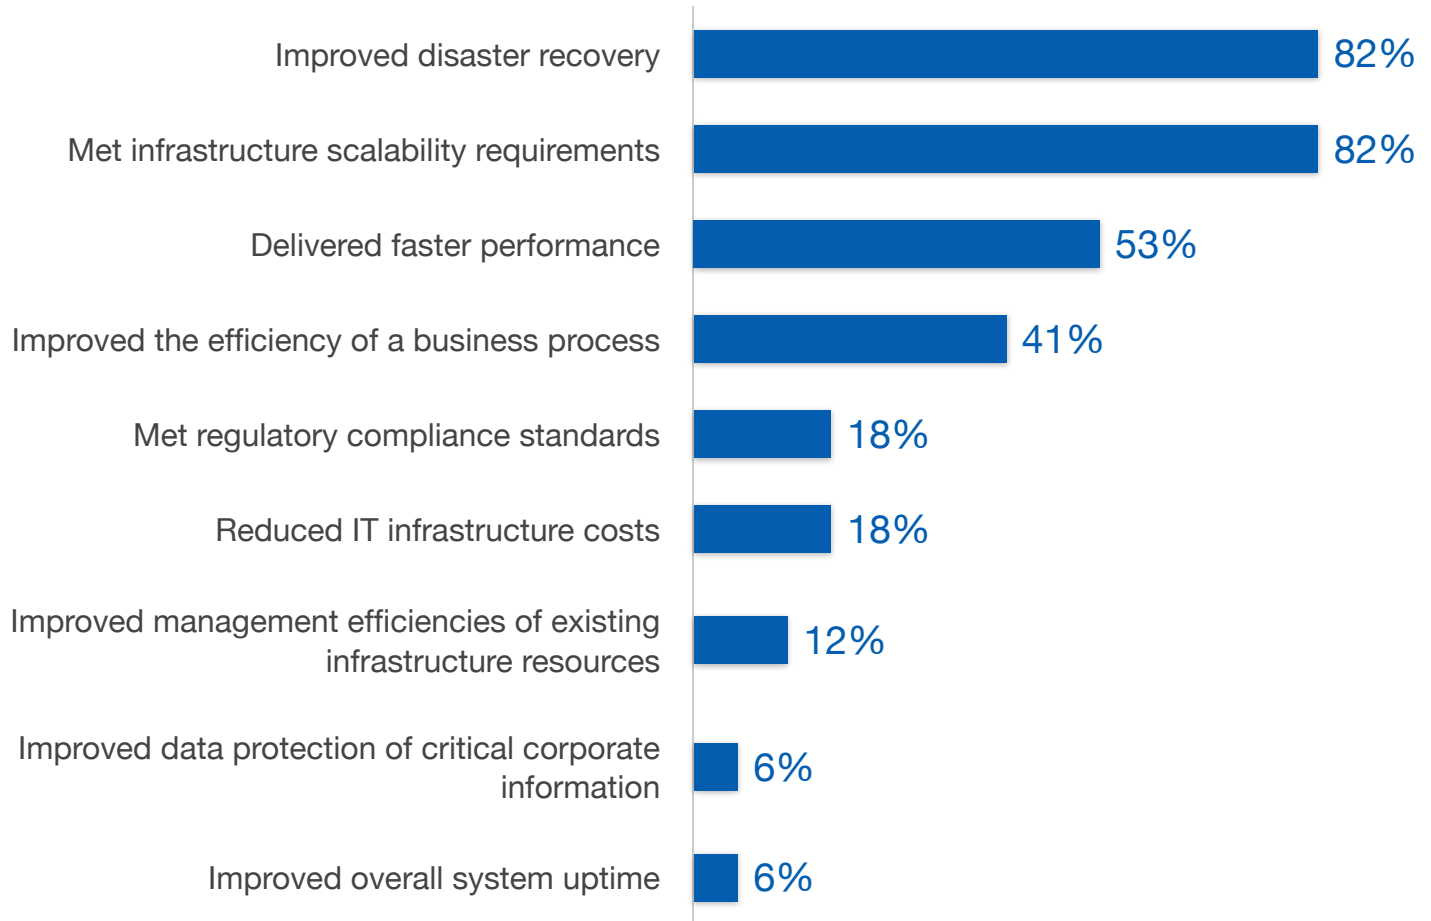 Improved disaster recovery 82%
Met infrastructure scalability requirements 82%
Delivered faster performance 53%
Improved the efficiency of a business process 41%
Met regulatory compliance standards 18%
Reduced IT infrastructure costs 18%
Improved management efficiencies of existing
infrastructure resources 12%
Improved data protection of critical corporate
information 6%
Improved overall system uptime 6%